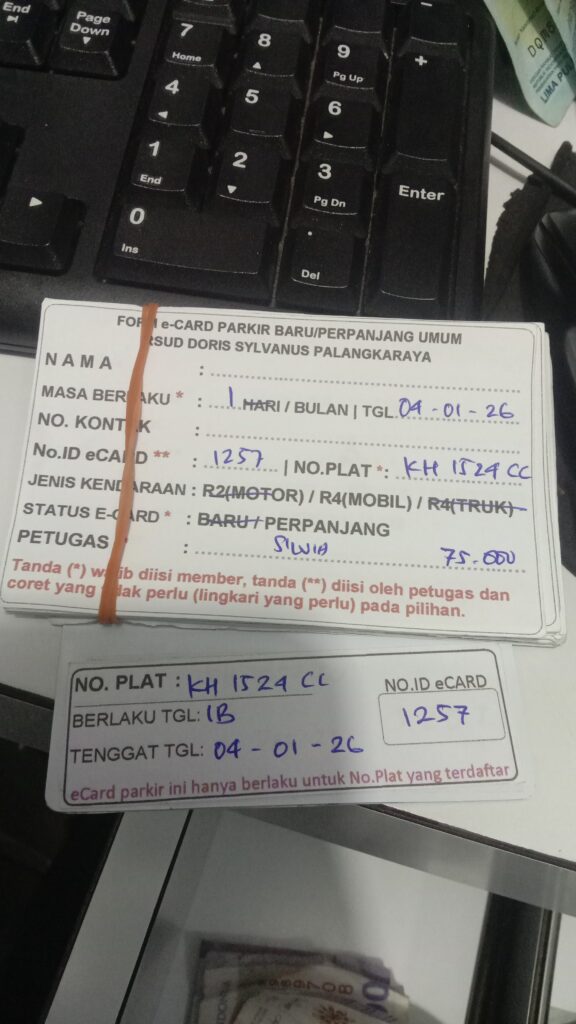 End
Page
Down
7
Home
8
9
Pg Up
+
4
5
6
1
End
2
3
Pg Dn
Enter
0
Ins
.
Del
LIMA
FORM e-CARD PARKIR BARU/PERPANJANG UMUM
RSUD DORIS SYLVANUS PALANGKARAYA
NAMA :
MASA BERLAKU * : 1 HARI / BULAN | TGL 04-01-26
NO. KONTAK :
No.ID eCARD ** : 1257 | NO.PLAT *: KH 1524 CC
JENIS KENDARAAN : R2(MOTOR) / R4(MOBIL) / R4(TRUK)
STATUS E-CARD * : BARU / PERPANJANG
PETUGAS * : SILVIA 75.000
Tanda (*) wajib diisi member, tanda (**) diisi oleh petugas dan
coret yang tidak perlu (lingkari yang perlu) pada pilihan.
NO. PLAT : KH 1524 CC
NO.ID eCARD
1257
BERLAKU TGL: 1B
TENGGAT TGL: 04-01-26
eCard parkir ini hanya berlaku untuk No.Plat yang terdaftar